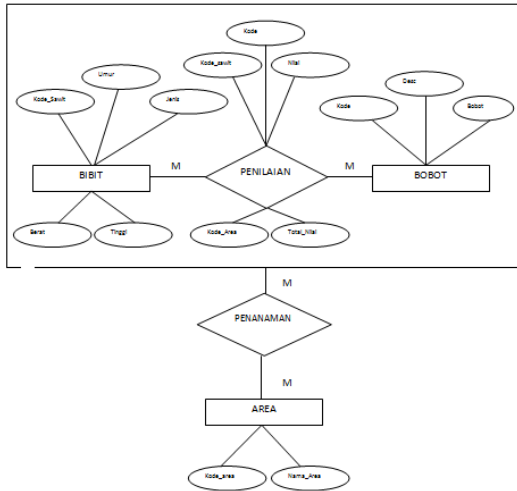 Kode
Kode_sawit
Nilai
Umur
Kode_Sawit
Jenis
Desc
Kode
Bobot
BIBIT
M
PENILAIAN
M
BOBOT
Berat
Tinggi
Kode_Area
Total_Nilai
M
PENANAMAN
M
AREA
Kode_area
Nama_Area